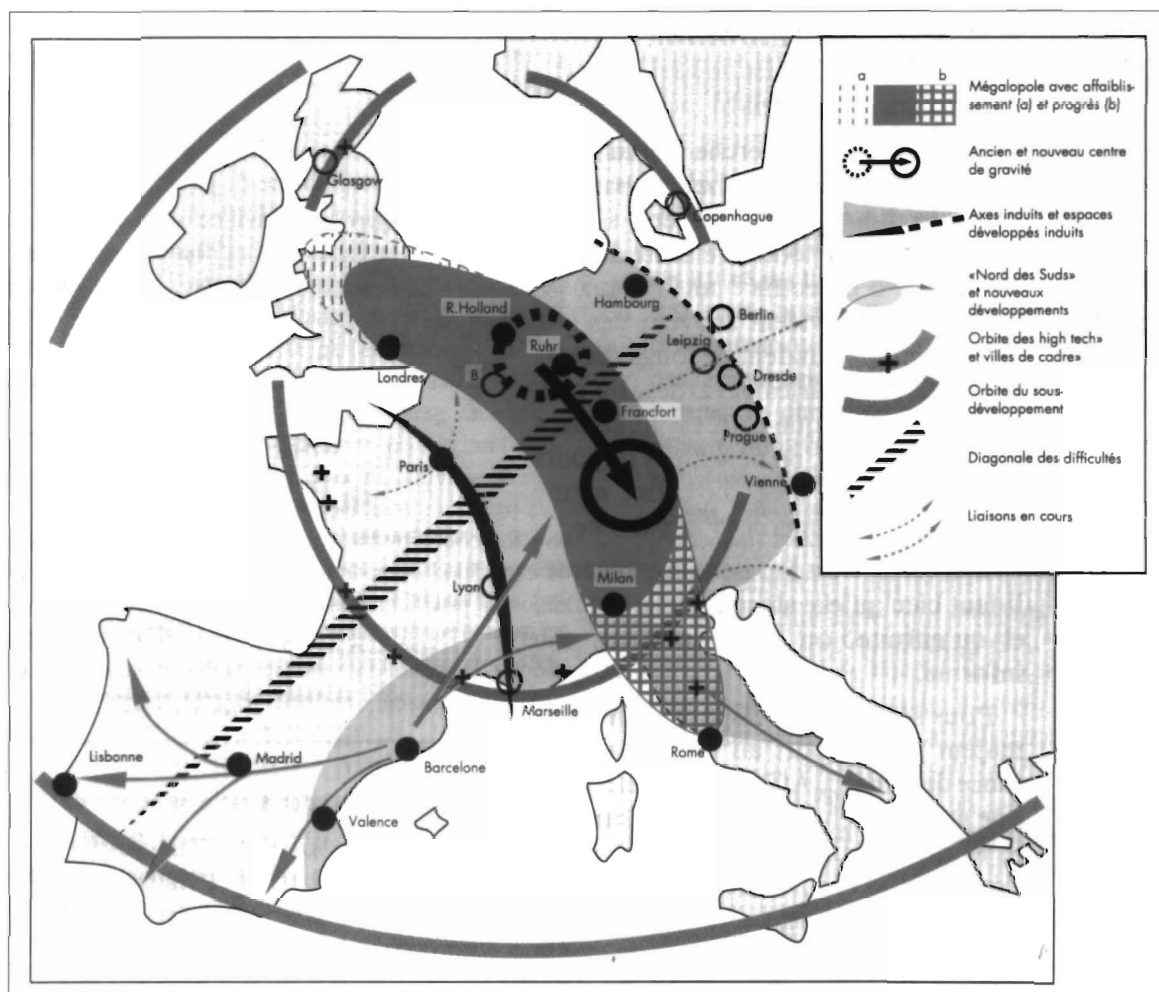 a b
Mégalopole avec affaiblis-
sement (a) et progrès (b)
Ancien et nouveau centre
de gravité
Axes induits et espaces
développés induits
«Nord des Suds»
et nouveaux
développements
Orbite des high tech»
et villes de cadre»
Orbite du sous-
développement
Diagonale des difficultés
Liaisons en cours
Glasgow
Copenhague
Hambourg
R.Holland
Berlin
Ruhr
Leipzig
Londres
B
Dresde
Francfort
Prague
Paris
Vienne
Lyon
Milan
Marseille
Rome
Lisbonne
Madrid
Barcelone
Valence